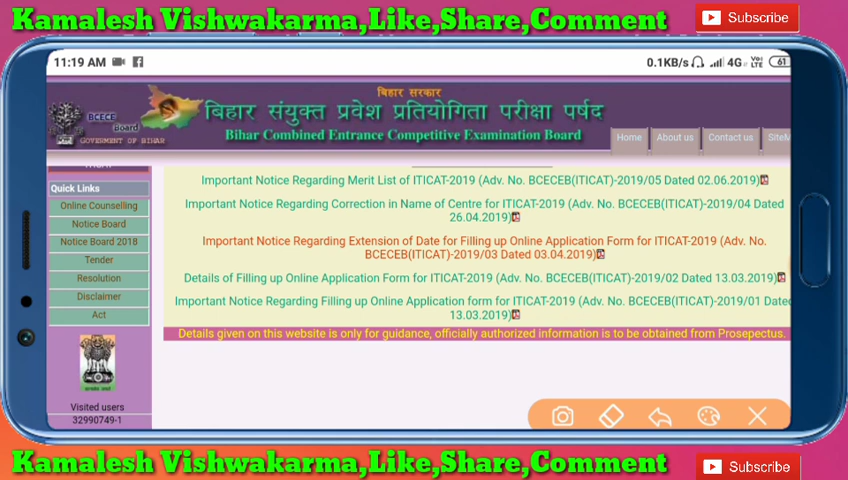 Kamalesh Vishwakarma,Like,Share,Comment
Subscribe
11:19 AM
0.1KB/s 4G Vo) LTE 61
बिहार सरकार
बिहार संयुक्त प्रवेश प्रतियोगिता परीक्षा पर्षद
BCECE
Board
GOVERMENT OF BIHAR
Bihar Combined Entrance Competitive Examination Board
Home
About us
Contact us
SiteM
Quick Links
Online Counselling
Notice Board
Notice Board 2018
Tender
Resolution
Disclaimer
Act
Visited users
32990749-1
Important Notice Regarding Merit List of ITICAT-2019 (Adv. No. BCECEB(ITICAT)-2019/05 Dated 02.06.2019)
Important Notice Regarding Correction in Name of Centre for ITICAT-2019 (Adv. No. BCECEB(ITICAT)-2019/04 Dated
26.04.2019)
Important Notice Regarding Extension of Date for Filling up Online Application Form for ITICAT-2019 (Adv. No.
BCECEB(ITICAT)-2019/03 Dated 03.04.2019)
Details of Filling up Online Application Form for ITICAT-2019 (Adv. No. BCECEB(ITICAT)-2019/02 Dated 13.03.2019)
Important Notice Regarding Filling up Online Application form for ITICAT-2019 (Adv. No. BCECEB(ITICAT)-2019/01 Dated
13.03.2019)
Details given on this website is only for guidance, officially authorized information is to be obtained from Prosepectus.
Kamalesh Vishwakarma,Like,Share,Comment
Subscribe